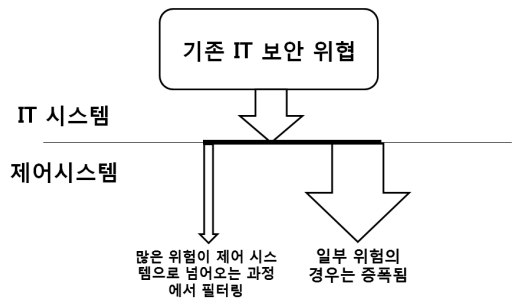 기존 IT 보안 위협
IT 시스템
제어시스템
많은 위험이 제어 시스
템으로 넘어오는 과정
에서 필터링
일부 위험의
경우는 증폭됨